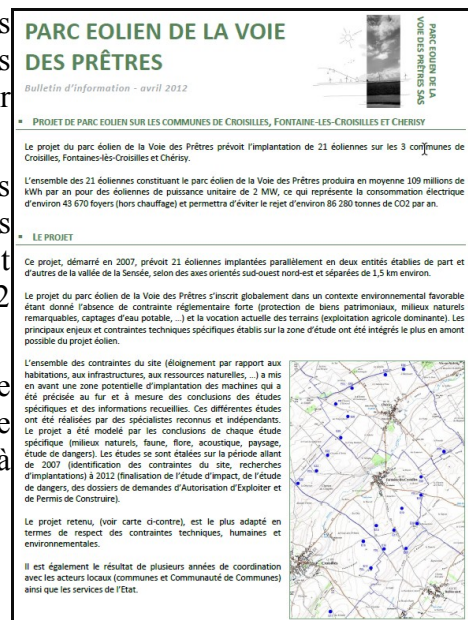 PARC EOLIEN DE LA VOIE
DES PRÊTRES
Bulletin d'information - avril 2012
PARC EOLIEN DE LA
VOIE DES PRÊTRES SAS
▪ PROJET DE PARC EOLIEN SUR LES COMMUNES DE CROISILLES, FONTAINE-LES-CROISILLES ET CHERISY
Le projet du parc éolien de la Voie des Prêtres prévoit l'implantation de 21 éoliennes sur les 3 communes de
Croisilles, Fontaines-lès-Croisilles et Chérisy.
L'ensemble des 21 éoliennes constituant le parc éolien de la Voie des Prêtres produira en moyenne 109 millions de
kWh par an pour des éoliennes de puissance unitaire de 2 MW, ce qui représente la consommation électrique
d'environ 43 670 foyers (hors chauffage) et permettra d'éviter le rejet d'environ 86 280 tonnes de CO2 par an.
▪ LE PROJET
Ce projet, démarré en 2007, prévoit 21 éoliennes implantées parallèlement en deux entités établies de part et
d'autres de la vallée de la Sensée, selon des axes orientés sud-ouest nord-est et séparées de 1,5 km environ.
Le projet du parc éolien de la Voie des Prêtres s'inscrit globalement dans un contexte environnemental favorable
étant donné l'absence de contrainte réglementaire forte (protection de biens patrimoniaux, milieux naturels
remarquables, captages d'eau potable, ...) et la vocation actuelle des terrains (exploitation agricole dominante). Les
principaux enjeux et contraintes techniques spécifiques établis sur la zone d'étude ont été intégrés le plus en amont
possible du projet éolien.
L'ensemble des contraintes du site (éloignement par rapport aux
habitations, aux infrastructures, aux ressources naturelles, ...) a mis
en avant une zone potentielle d'implantation des machines qui a
été précisée au fur et à mesure des conclusions des études
spécifiques et des informations recueillies. Ces différentes études
ont été réalisées par des spécialistes reconnus et indépendants.
Le projet a été modelé par les conclusions de chaque étude
spécifique (milieux naturels, faune, flore, acoustique, paysage,
étude de dangers). Les études se sont étalées sur la période allant
de 2007 (identification des contraintes du site, recherches
d'implantations) à 2012 (finalisation de l'étude d'impact, de l'étude
de dangers, des dossiers de demandes d'Autorisation d'Exploiter et
de Permis de Construire).
Le projet retenu, (voir carte ci-contre), est le plus adapté en
termes de respect des contraintes techniques, humaines et
environnementales.
Il est également le résultat de plusieurs années de coordination
avec les acteurs locaux (communes et Communauté de Communes)
ainsi que les services de l'Etat.